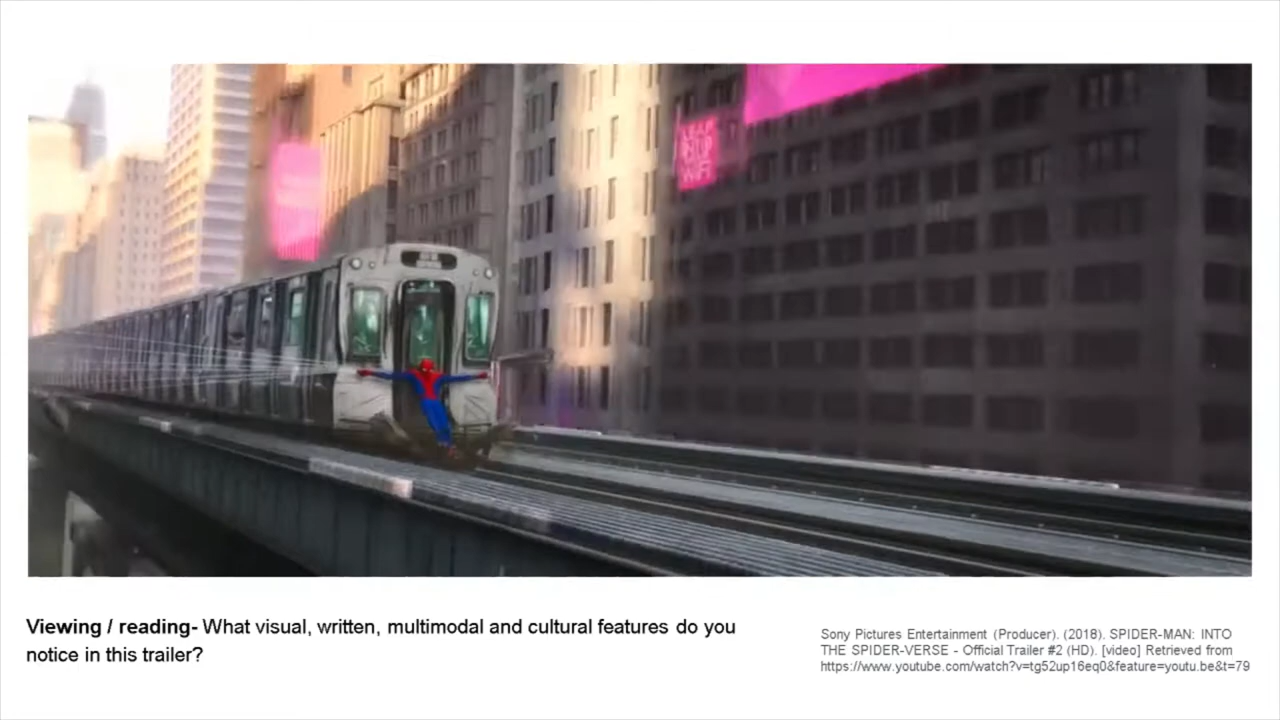 Viewing / reading- What visual, written, multimodal and cultural features do you
notice in this trailer?
Sony Pictures Entertainment (Producer). (2018). SPIDER-MAN: INTO
THE SPIDER-VERSE - Official Trailer #2 (HD). [video] Retrieved from
https://www.youtube.com/watch?v=tg52up16eq0&feature=youtu.be&t=79